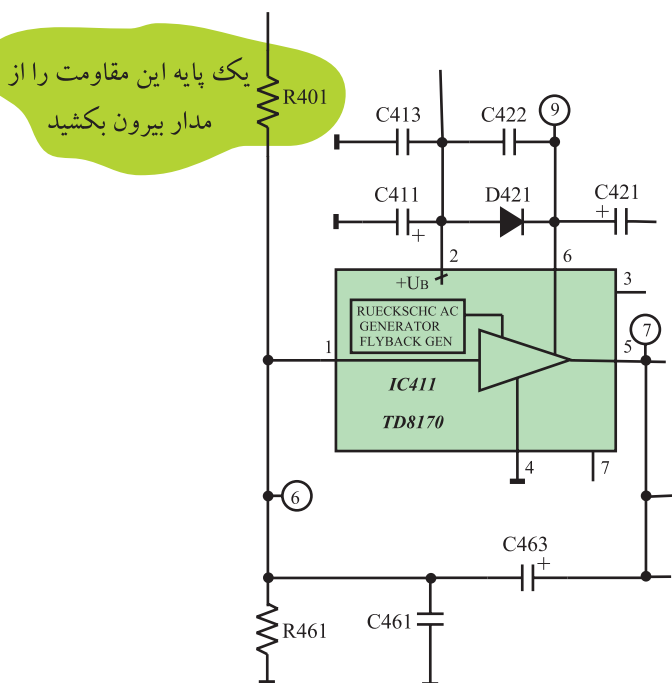 یک پایه این مقاومت را از
مدار بیرون بکشید
R401
C413
C422
9
C411
+
D421
C421
+
2
6
+UB
3
RUECKSCHC AC
GENERATOR
FLYBACK GEN
7
1
5
IC411
TD8170
4
7
6
C463
+
R461
C461